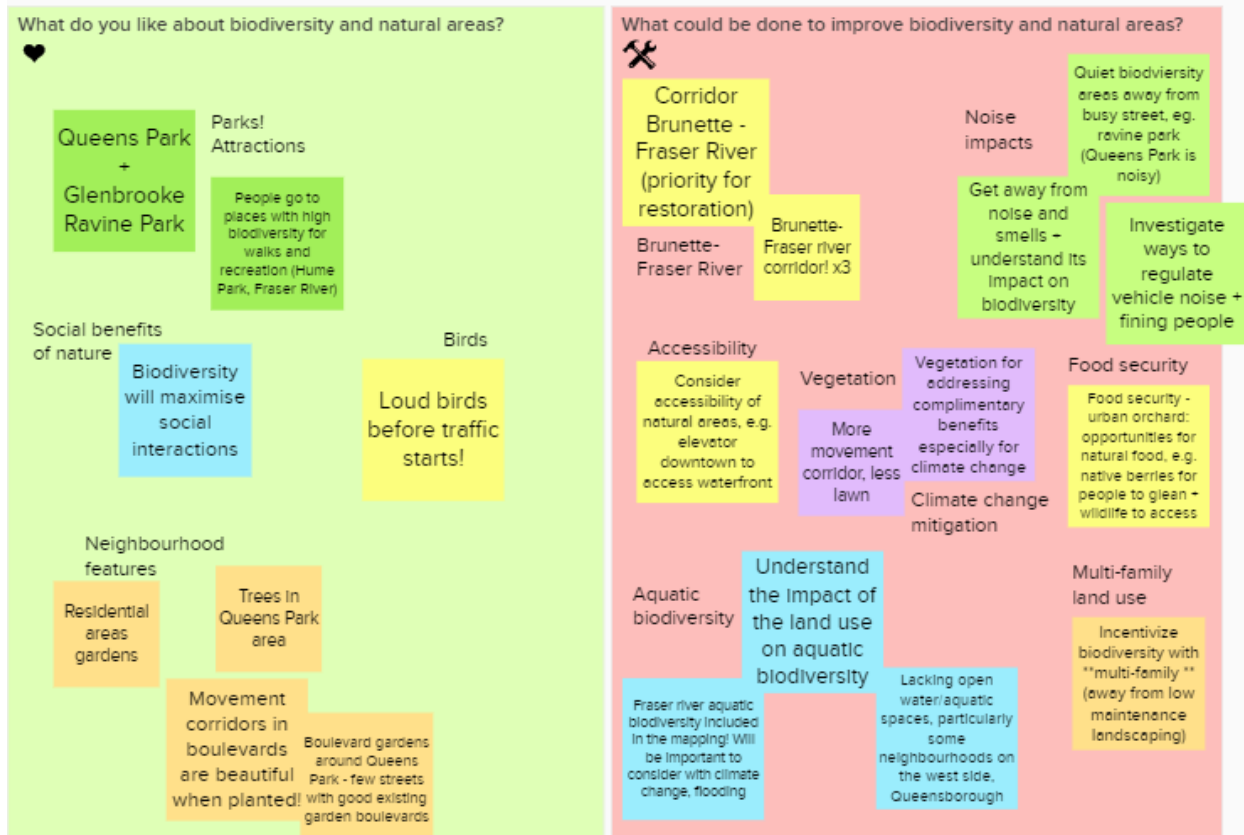 What do you like about biodiversity and natural areas?
Queens Park
+
Glenbrooke
Ravine Park
Parks!
Attractions
People go to
places with high
biodiversity for
walks and
recreation (Hume
Park, Fraser River)
Social benefits
of nature
Biodiversity
will maximise
social
interactions
Birds
Loud birds
before traffic
starts!
Neighbourhood
features
Residential
areas
gardens
Trees in
Queens Park
area
Movement
corridors in
boulevards
are beautiful
when planted!
Boulevard gardens
around Queens
Park - few streets
with good existing
garden boulevards
What could be done to improve biodiversity and natural areas?
Corridor
Brunette -
Fraser River
(priority for
restoration)
Brunette-
Fraser River
Brunette-
Fraser river
corridor! x3
Noise
impacts
Quiet biodviersity
areas away from
busy street, eg.
ravine park
(Queens Park is
noisy)
Get away from
noise and
smells +
understand its
impact on
biodiversity
Investigate
ways to
regulate
vehicle noise +
fining people
Accessibility
Consider
accessibility of
natural areas, e.g.
elevator
downtown to
access waterfront
Vegetation
More
movement
corridor, less
lawn
Vegetation for
addressing
complimentary
benefits
especially for
climate change
Climate change
mitigation
Food security
Food security -
urban orchard:
opportunities for
natural food, e.g.
native berries for
people to glean +
wildlife to access
Aquatic
biodiversity
Understand
the impact of
the land use
on aquatic
biodiversity
Fraser river aquatic
biodiversity included
in the mapping! Will
be important to
consider with climate
change, flooding
Lacking open
water/aquatic
spaces, particularly
some
neighbourhoods on
the west side,
Queensborough
Multi-family
land use
Incentivize
biodiversity with
**multi-family **
(away from low
maintenance
landscaping)